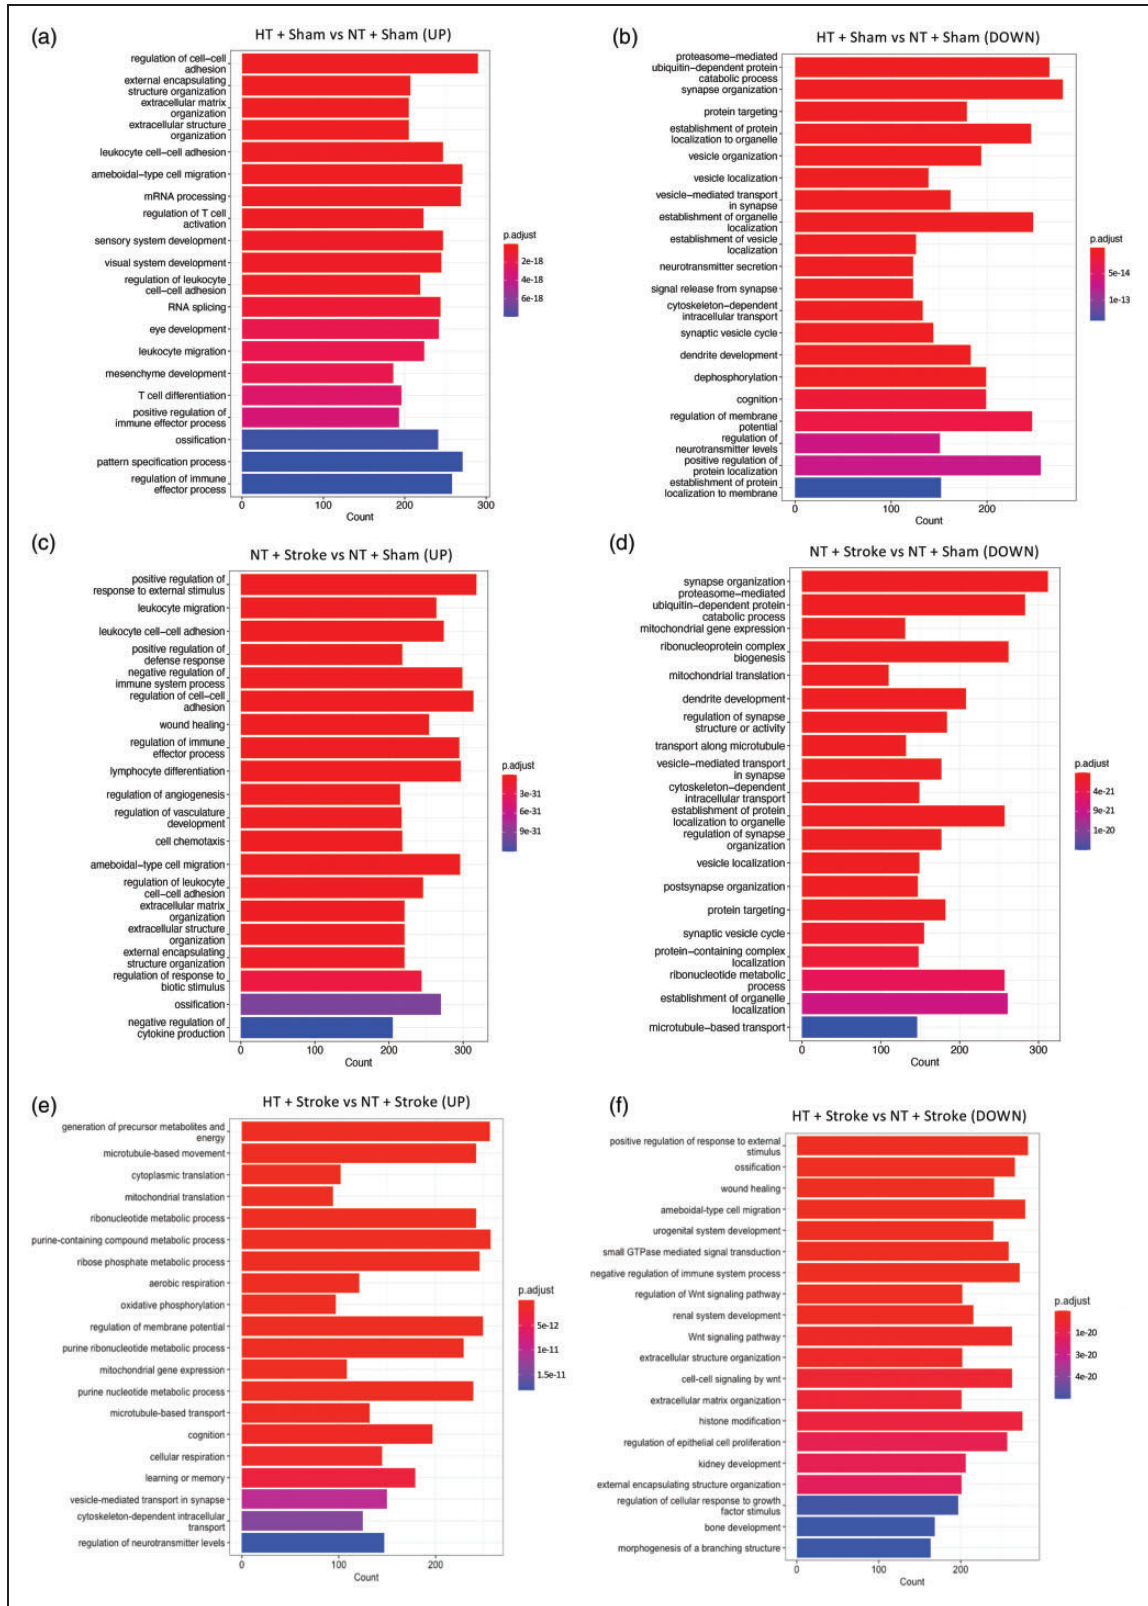 (a)
HT + Sham vs NT + Sham (UP)
regulation of cell−cell
adhesion
external encapsulating
structure organization
extracellular matrix
organization
extracellular structure
organization
leukocyte cell−cell adhesion
ameboidal−type cell migration
mRNA processing
regulation of T cell
activation
sensory system development
visual system development
regulation of leukocyte
cell−cell adhesion
RNA splicing
eye development
leukocyte migration
mesenchyme development
T cell differentiation
positive regulation of
immune effector process
ossification
pattern specification process
regulation of immune
effector process
0 100 200 300
Count
p.adjust
2e-18
4e-18
6e-18
(b)
HT + Sham vs NT + Sham (DOWN)
proteasome−mediated
ubiquitin−dependent protein
catabolic process
synapse organization
protein targeting
establishment of protein
localization to organelle
vesicle organization
vesicle localization
vesicle−mediated transport
in synapse
establishment of organelle
localization
establishment of vesicle
localization
neurotransmitter secretion
signal release from synapse
cytoskeleton−dependent
intracellular transport
synaptic vesicle cycle
dendrite development
dephosphorylation
cognition
regulation of membrane
potential
regulation of
neurotransmitter levels
positive regulation of
protein localization
establishment of protein
localization to membrane
0 100 200
Count
p.adjust
5e-14
1e-13
(c)
NT + Stroke vs NT + Sham (UP)
positive regulation of
response to external stimulus
leukocyte migration
leukocyte cell−cell adhesion
positive regulation of
defense response
negative regulation of
immune system process
regulation of cell−cell
adhesion
wound healing
regulation of immune
effector process
lymphocyte differentiation
regulation of angiogenesis
regulation of vasculature
development
cell chemotaxis
ameboidal−type cell migration
regulation of leukocyte
cell−cell adhesion
extracellular matrix
organization
extracellular structure
organization
external encapsulating
structure organization
regulation of response to
biotic stimulus
ossification
negative regulation of
cytokine production
0 100 200 300
Count
p.adjust
3e-31
6e-31
9e-31
(d)
NT + Stroke vs NT + Sham (DOWN)
synapse organization
proteasome−mediated
ubiquitin−dependent protein
catabolic process
mitochondrial gene expression
ribonucleoprotein complex
biogenesis
mitochondrial translation
dendrite development
regulation of synapse
structure or activity
transport along microtubule
vesicle−mediated transport
in synapse
cytoskeleton−dependent
intracellular transport
establishment of protein
localization to organelle
regulation of synapse
organization
vesicle localization
postsynapse organization
protein targeting
synaptic vesicle cycle
protein−containing complex
localization
ribonucleotide metabolic
process
establishment of organelle
localization
microtubule−based transport
0 100 200 300
Count
p.adjust
4e-21
9e-21
1e-20
(e)
HT + Stroke vs NT + Stroke (UP)
generation of precursor metabolites and
energy
microtubule-based movement
cytoplasmic translation
mitochondrial translation
ribonucleotide metabolic process
purine-containing compound metabolic process
ribose phosphate metabolic process
aerobic respiration
oxidative phosphorylation
regulation of membrane potential
purine ribonucleotide metabolic process
mitochondrial gene expression
purine nucleotide metabolic process
microtubule-based transport
cognition
cellular respiration
learning or memory
vesicle-mediated transport in synapse
cytoskeleton-dependent intracellular
transport
regulation of neurotransmitter levels
0 100 200
Count
p.adjust
5e-12
1e-11
1.5e-11
(f)
HT + Stroke vs NT + Stroke (DOWN)
positive regulation of response to external
stimulus
ossification
wound healing
ameboidal-type cell migration
urogenital system development
small GTPase mediated signal transduction
negative regulation of immune system process
regulation of Wnt signaling pathway
renal system development
Wnt signaling pathway
extracellular structure organization
cell-cell signaling by wnt
extracellular matrix organization
histone modification
regulation of epithelial cell proliferation
kidney development
external encapsulating structure organization
regulation of cellular response to growth
factor stimulus
bone development
morphogenesis of a branching structure
0 100 200
Count
p.adjust
1e-20
3e-20
4e-20